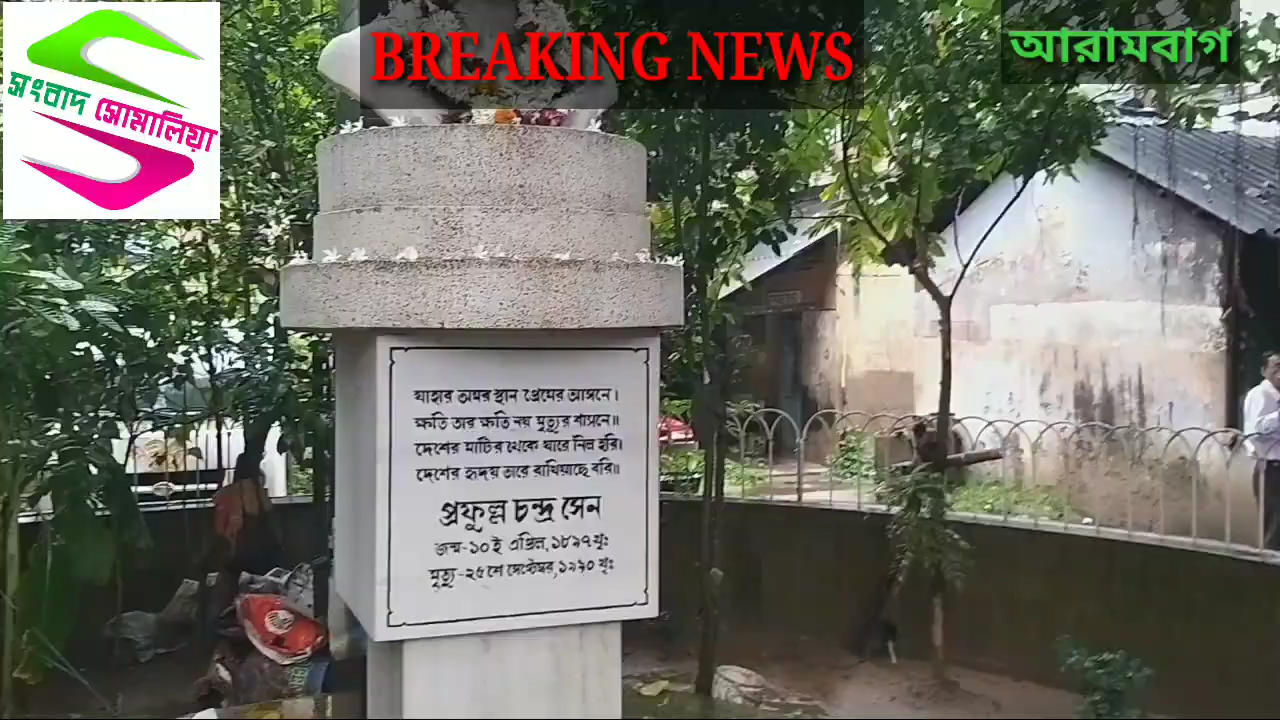 BREAKING NEWS
আরামবাগ
সংবাদ সোমালিয়া
যাহার অমর স্থান প্রেমের আসনে।
ক্ষতি তার ক্ষতি নয় মৃত্যুর শাসনে॥
দেশের মাটির থেকে যারে নিল হরি।
দেশের হৃদয় তারে রাখিয়াছে বরি॥
প্রফুল্ল চন্দ্র সেন
জন্ম-১০ই এপ্রিল, ১৮৯৭ খৃঃ
মৃত্যু-২৫শে সেপ্টেম্বর, ১৯৯০ খৃঃ